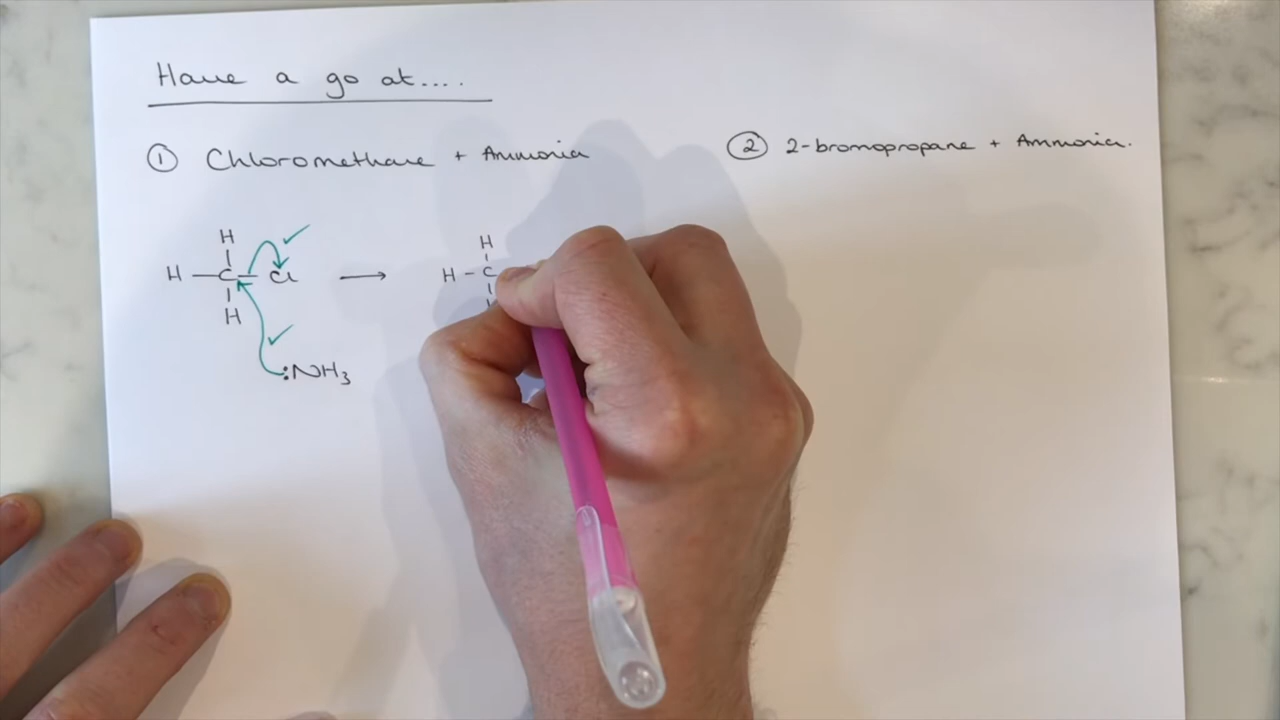 Have a go at....
① Chloromethane + Ammonia
② 2-bromopropane + Ammonia.
H
H — C — Cl
H
:NH3
→
H
H - C